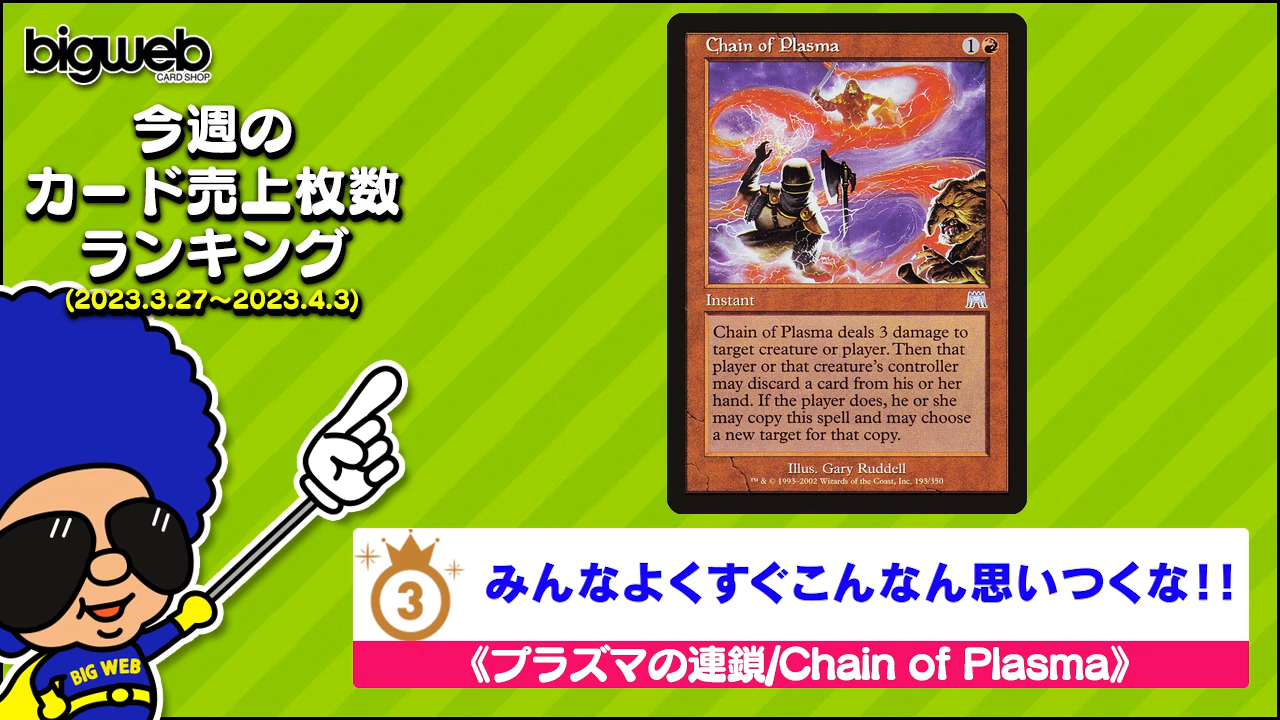 bigweb
CARD SHOP
今週の
カード売上枚数
ランキング
(2023.3.27～2023.4.3)
BIG WEB
Chain of Plasma 1
Instant
Chain of Plasma deals 3 damage to
target creature or player. Then that
player or that creature's controller
may discard a card from his or her
hand. If the player does, he or she
may copy this spell and may choose
a new target for that copy.
Illus. Gary Ruddell
™ & © 1993–2002 Wizards of the Coast, Inc. 193/350
3
みんなよくすぐこんなん思いつくな!!
《プラズマの連鎖/Chain of Plasma》